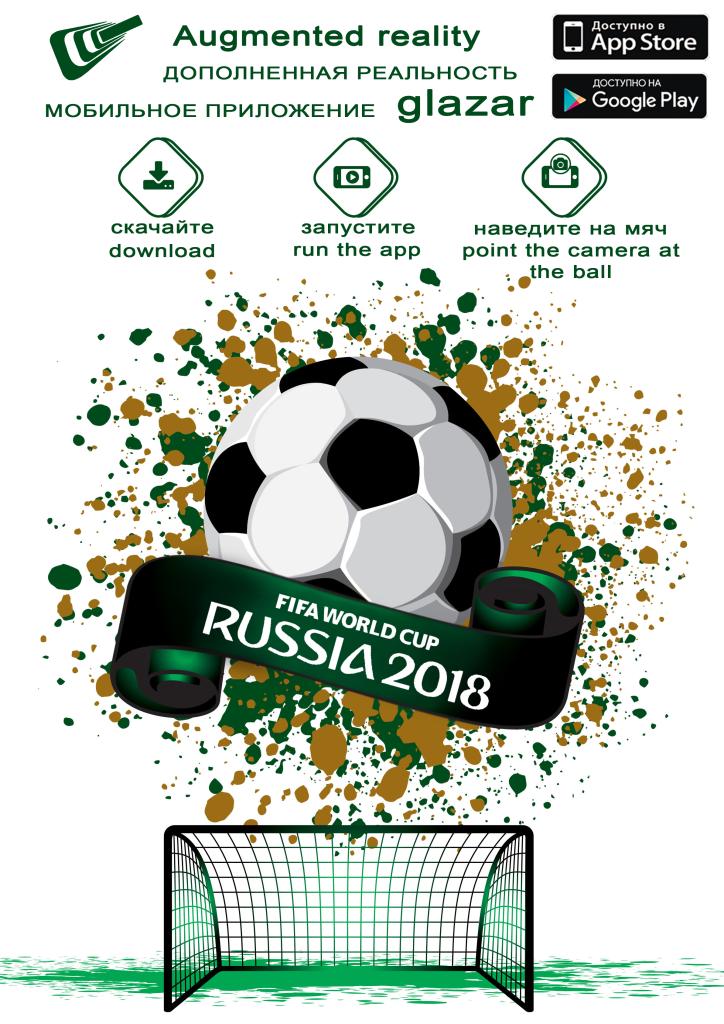 Augmented reality
ДОПОЛНЕННАЯ РЕАЛЬНОСТЬ
МОБИЛЬНОЕ ПРИЛОЖЕНИЕ glazar
Доступно в
App Store
ДОСТУПНО НА
Google Play
скачайте
download
запустите
run the app
наведите на мяч
point the camera at
the ball
FIFA WORLD CUP
RUSSIA 2018